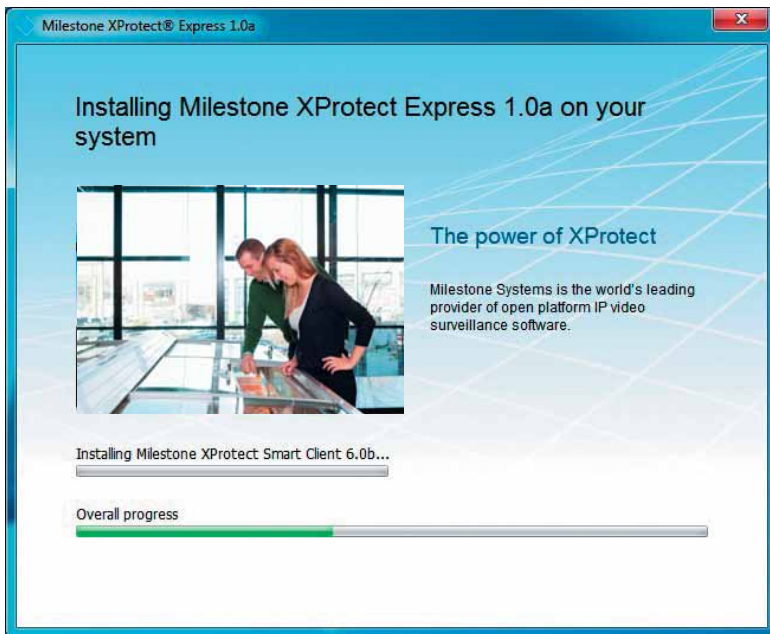 Milestone XProtect® Express 1.0a
Installing Milestone XProtect Express 1.0a on your
system
The power of XProtect
Milestone Systems is the world's leading
provider of open platform IP video
surveillance software.
Installing Milestone XProtect Smart Client 6.0b...
Overall progress